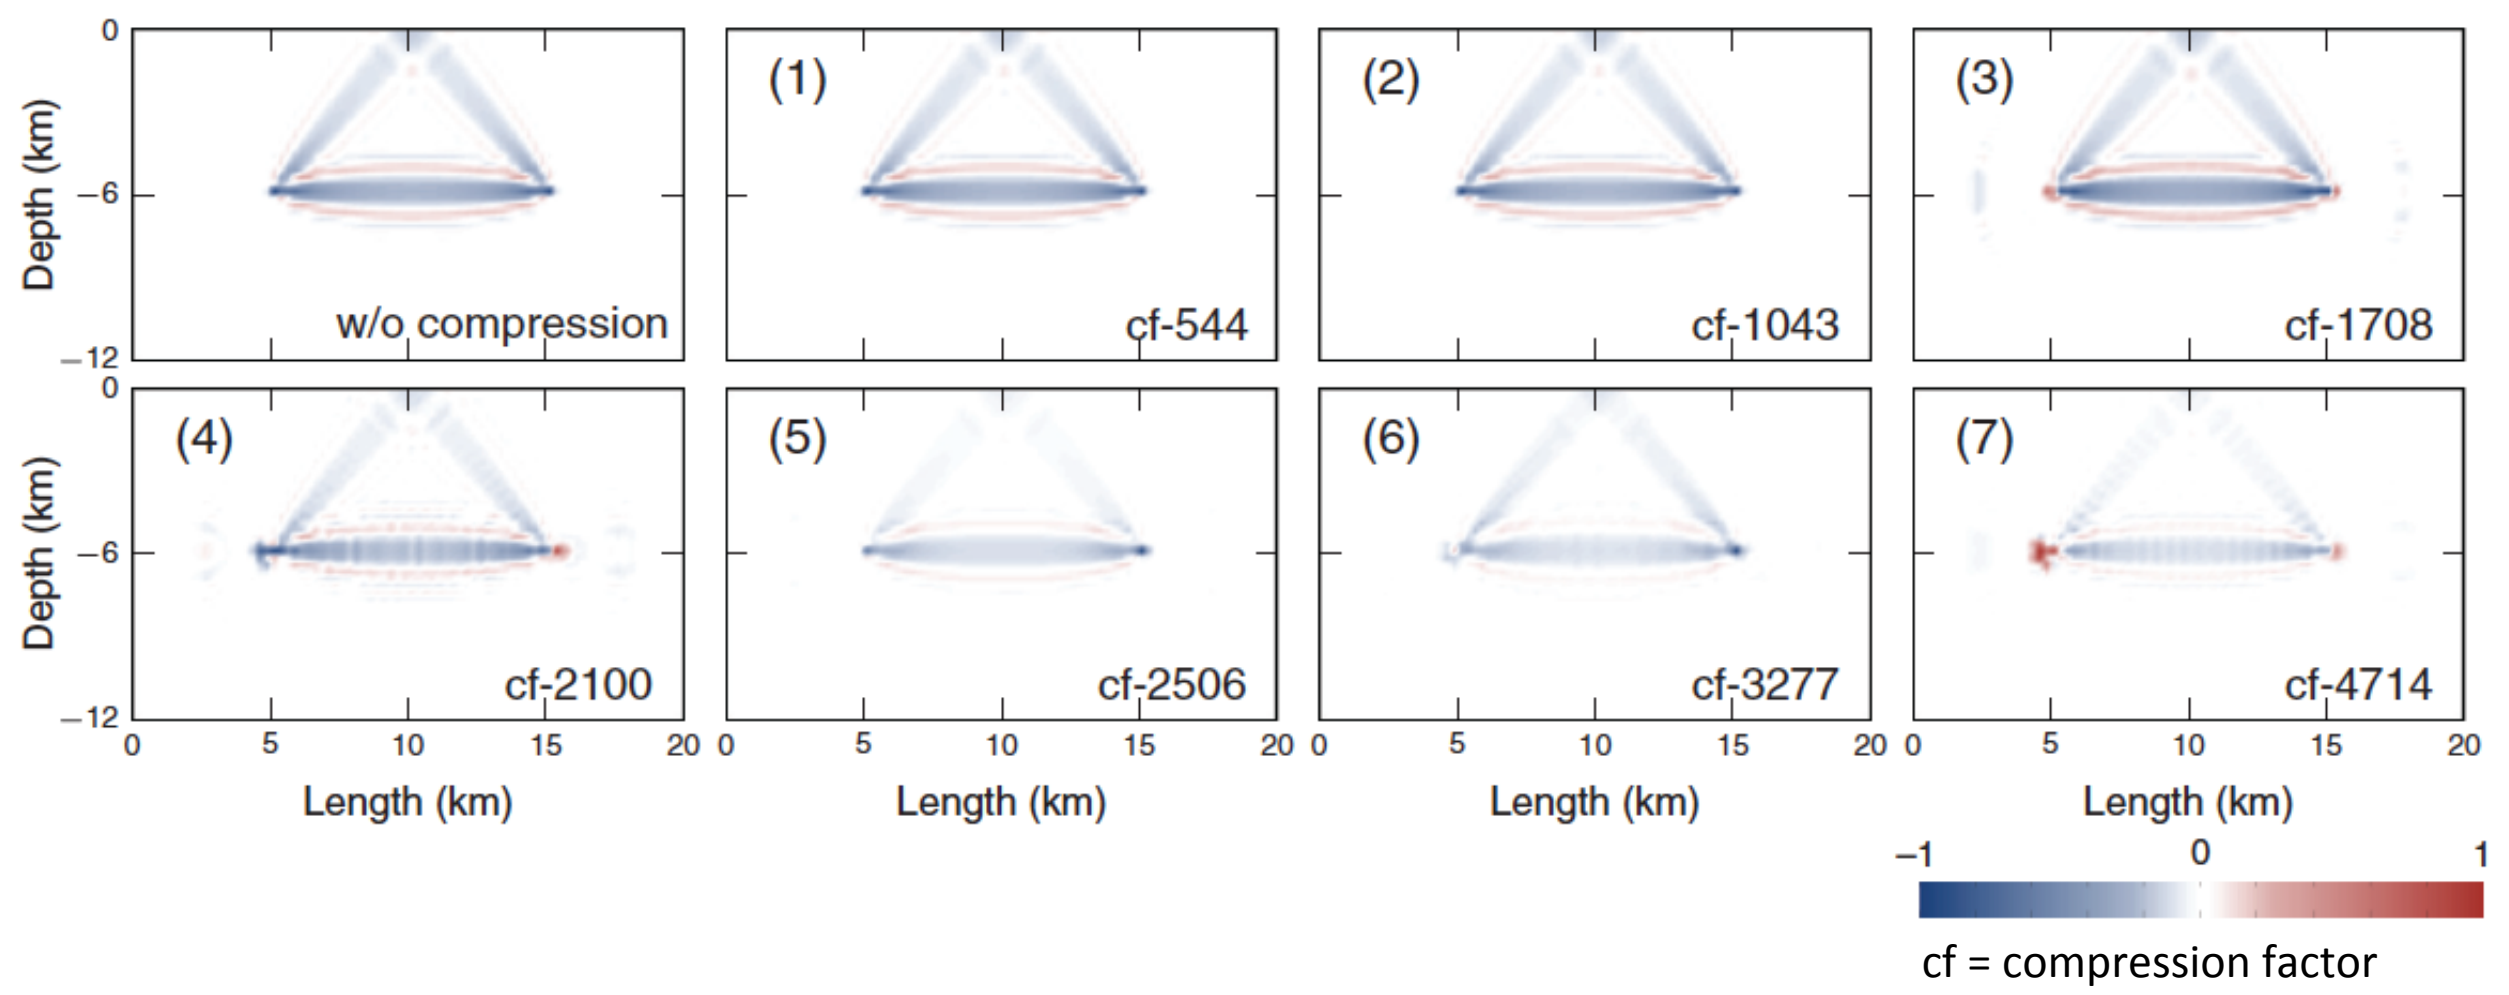 0
(1)
(2)
(3)
Depth (km)
−6
w/o compression
cf-544
cf-1043
cf-1708
−12
0
(4)
(5)
(6)
(7)
Depth (km)
−6
cf-2100
cf-2506
cf-3277
cf-4714
−12
0 5 10 15 20 0 5 10 15 20 0 5 10 15 20 0 5 10 15 20
Length (km) Length (km) Length (km) Length (km)
−1 0 1
cf = compression factor